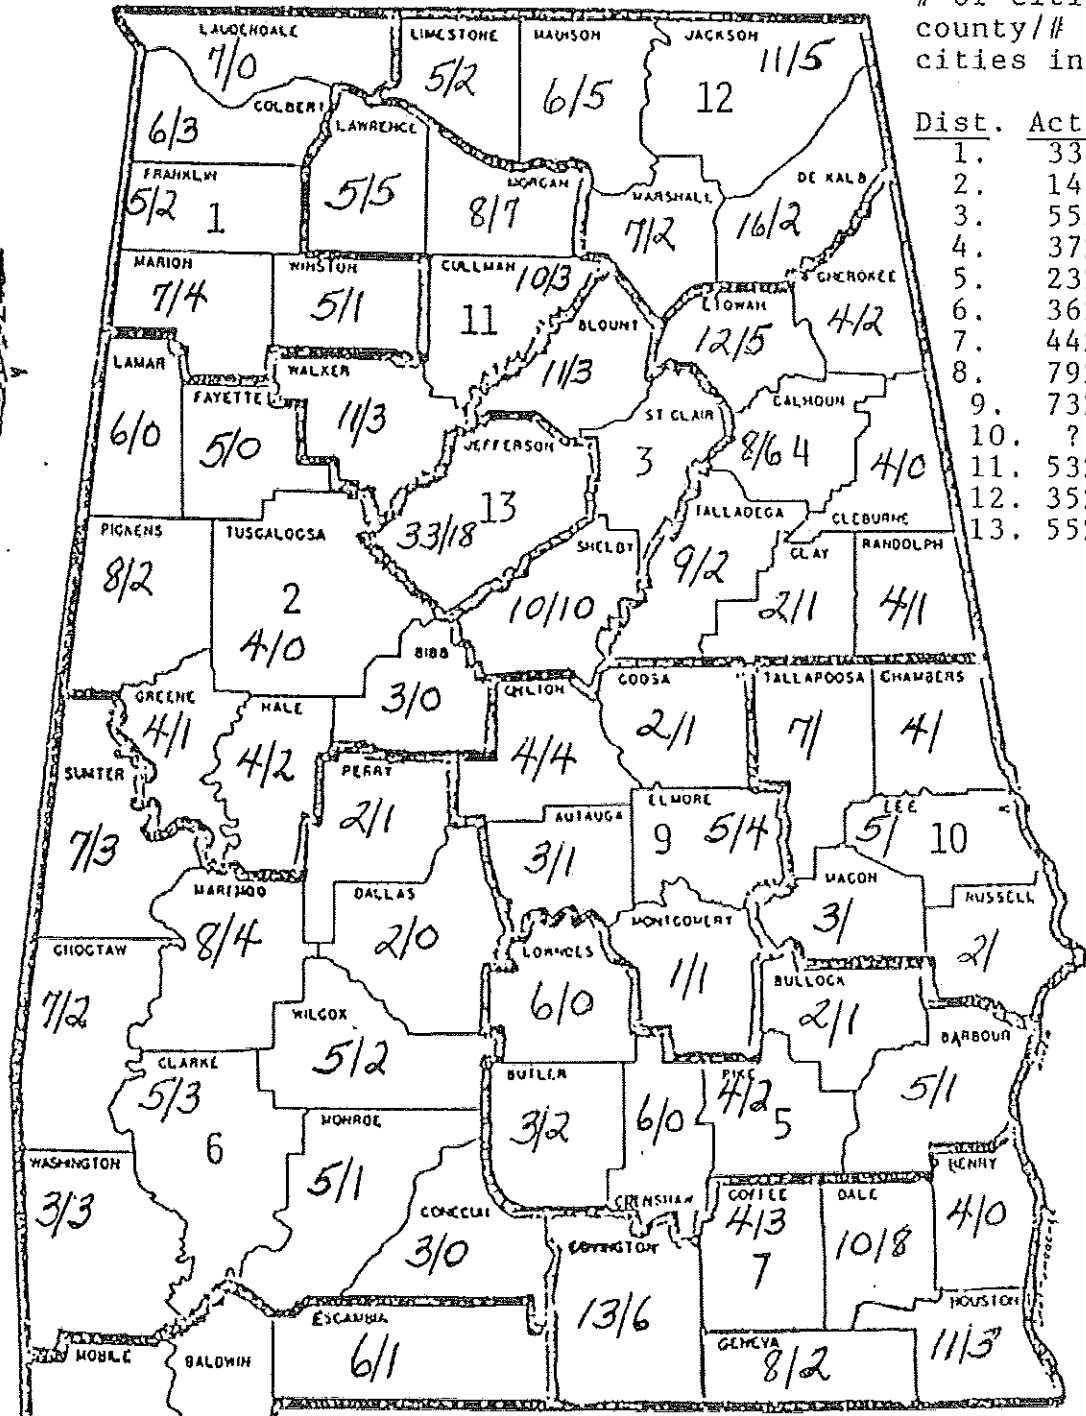 # of citi
county/#
cities in
Dist. Act
1. 33
2. 14
3. 55
4. 37
5. 23
6. 36
7. 44
8. 79
9. 73
10. ?
11. 53
12. 35
13. 55
LAUDERDALE
7/0
LIMESTONE
5/2
MADISON
6/5
JACKSON
11/5
12
COLBERT
6/3
LAWRENCE
5/5
FRANKLIN
5/2
1
MORGAN
8/7
MARSHALL
7/2
DE KALB
16/2
MARION
7/4
WINSTON
5/1
CULLMAN
10/3
11
CHEROKEE
4/2
ETOWAH
12/5
BLOUNT
11/3
LAMAR
6/0
FAYETTE
5/0
WALKER
11/3
JEFFERSON
33/18
13
ST CLAIR
3
CALHOUN
8/6
4
4/0
CLEBURNE
PICKENS
8/2
TUSCALOOSA
2
4/0
SHELBY
10/10
TALLADEGA
9/2
CLAY
2/1
RANDOLPH
4/1
BIBB
3/0
GREENE
4/1
HALE
4/2
CHILTON
4/4
COOSA
2/1
TALLAPOOSA
7/
CHAMBERS
4/
SUMTER
7/3
PERRY
2/1
AUTAUGA
3/1
ELMORE
9
5/4
LEE
5/
10
MARENGO
8/4
DALLAS
2/0
MACON
3/
RUSSELL
2/
CHOCTAW
7/2
LOWNDES
6/0
MONTGOMERY
1/1
BULLOCK
2/1
WILCOX
5/2
BARBOUR
5/1
CLARKE
5/3
6
BUTLER
3/2
6/0
CRENSHAW
PIKE
4/2
5
MONROE
5/1
WASHINGTON
3/3
CONECUH
3/0
COVINGTON
13/6
COFFEE
4/3
7
DALE
10/8
HENRY
4/0
HOUSTON
11/3
ESCAMBIA
6/1
GENEVA
8/2
MOBILE
BALDWIN